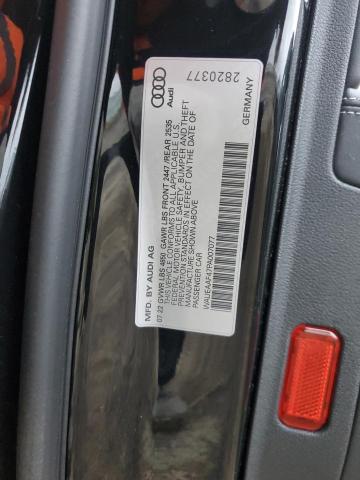 MFD. BY AUDI AG
07.22 GVWR LBS 4850 GAWR LBS FRONT 2447/REAR 2535
THIS VEHICLE CONFORMS TO ALL APPLICABLE U.S.
FEDERAL MOTOR VEHICLE SAFETY, BUMPER AND THEFT
PREVENTION STANDARDS IN EFFECT ON THE DATE OF
MANUFACTURE SHOWN ABOVE
PASSENGER CAR
WAUEAAF47PA007077
Audi
2820377
GERMANY